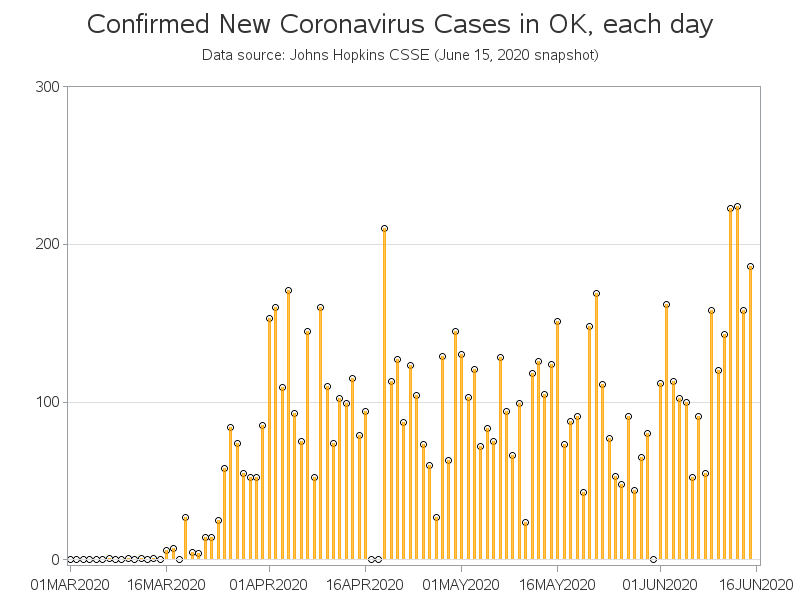 Confirmed New Coronavirus Cases in OK, each day
Data source: Johns Hopkins CSSE (June 15, 2020 snapshot)
300
200
100
0
01MAR2020 16MAR2020 01APR2020 16APR2020 01MAY2020 16MAY2020 01JUN2020 16JUN2020